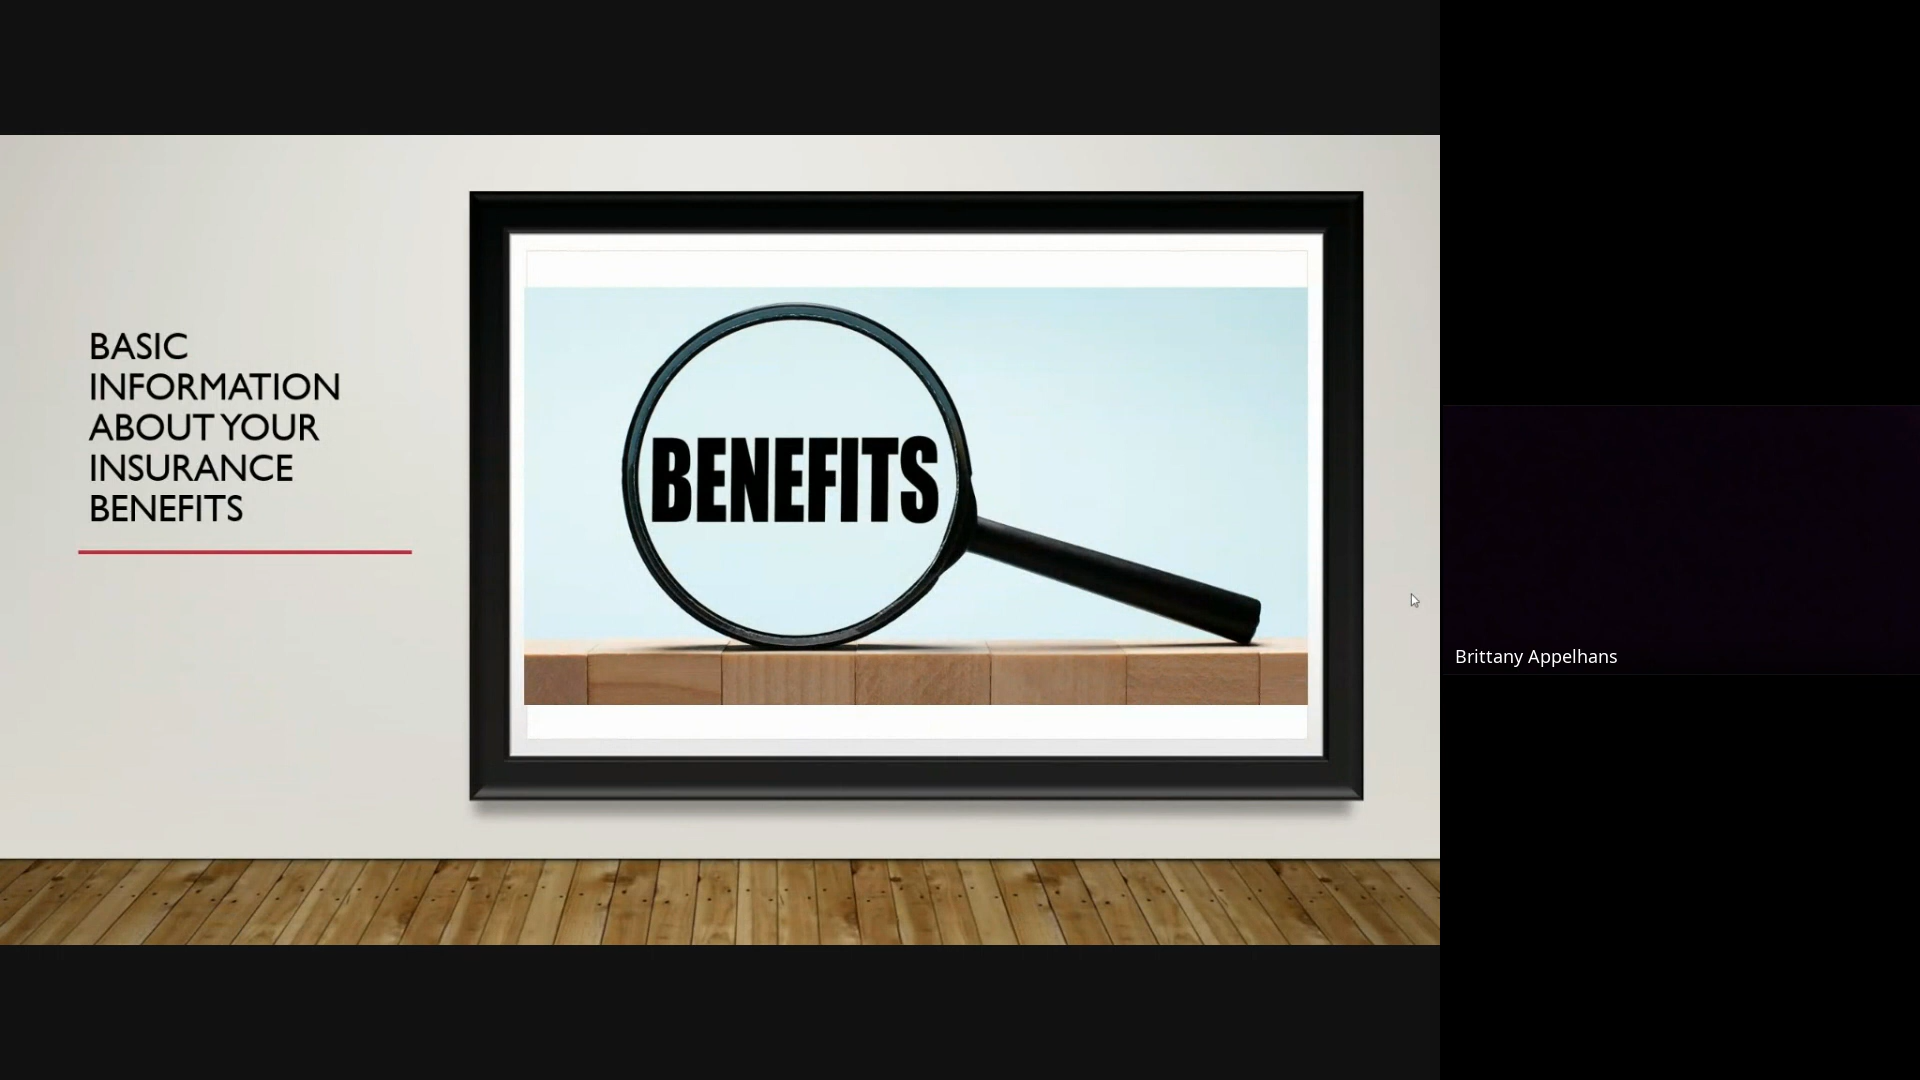 BASIC
INFORMATION
ABOUT YOUR
INSURANCE
BENEFITS
BENEFITS
Brittany Appelhans